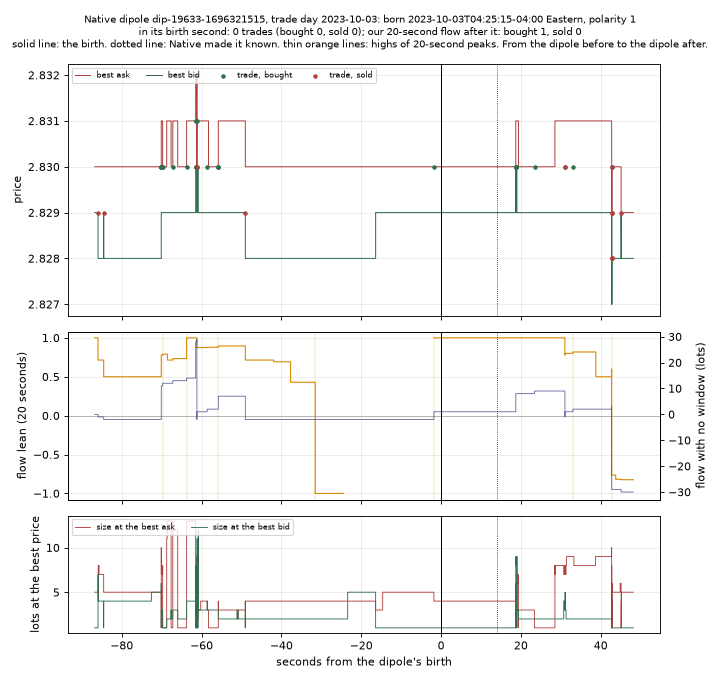 Native dipole dip-19633-1696321515, trade day 2023-10-03: born 2023-10-03T04:25:15-04:00 Eastern, polarity 1
in its birth second: 0 trades (bought 0, sold 0); our 20-second flow after it: bought 1, sold 0
solid line: the birth. dotted line: Native made it known. thin orange lines: highs of 20-second peaks. From the dipole before to the dipole after.
best ask
best bid
trade, bought
trade, sold
2.832
2.831
2.830
2.829
2.828
2.827
price
1.0
0.5
0.0
−0.5
−1.0
flow lean (20 seconds)
30
20
10
0
−10
−20
−30
flow with no window (lots)
size at the best ask
size at the best bid
10
5
lots at the best price
−80
−60
−40
−20
0
20
40
seconds from the dipole's birth